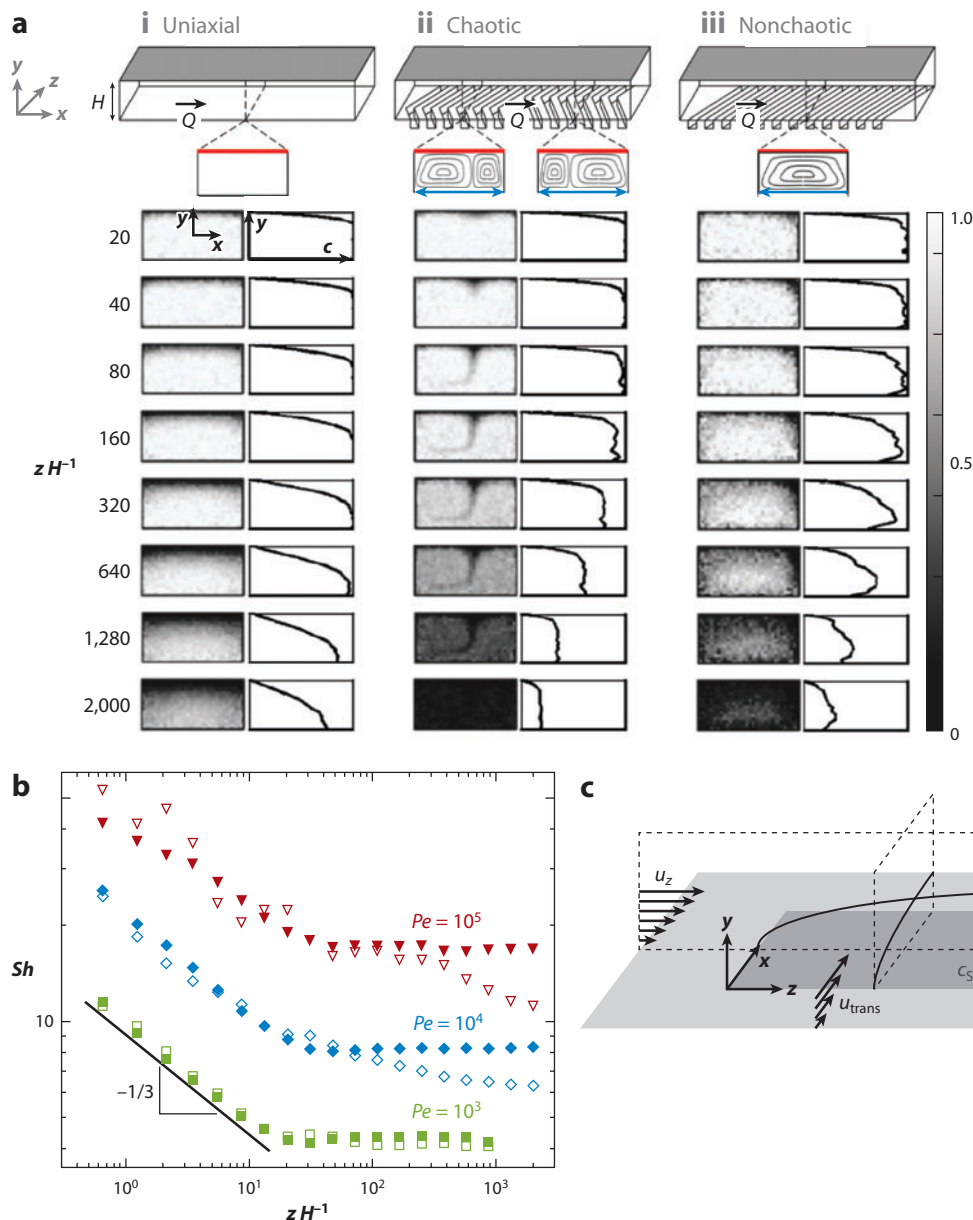 a
i Uniaxial
ii Chaotic
iii Nonchaotic
y
z
x
H
Q
Q
Q
y
x
y
c
20
40
80
160
z H⁻¹
320
640
1,280
2,000
1.0
0.5
0
b
Sh
10
Pe = 10⁵
Pe = 10⁴
Pe = 10³
–1/3
10⁰ 10¹ 10² 10³
z H⁻¹
c
u_z
y
x
z
u_trans
c_S